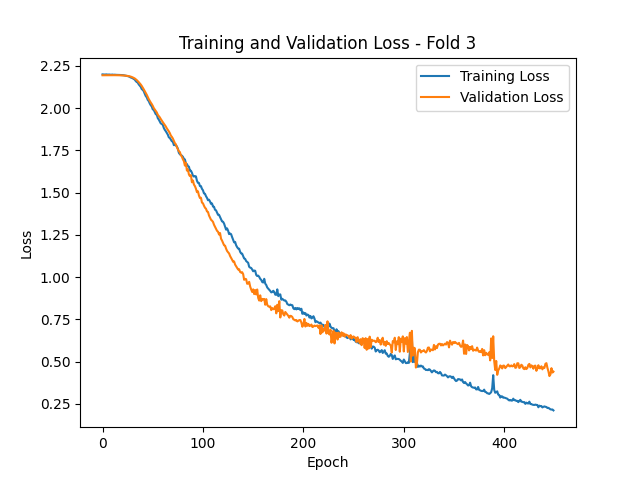 Training and Validation Loss - Fold 3
Training Loss
Validation Loss
Loss
2.25
2.00
1.75
1.50
1.25
1.00
0.75
0.50
0.25
0
100
200
300
400
Epoch